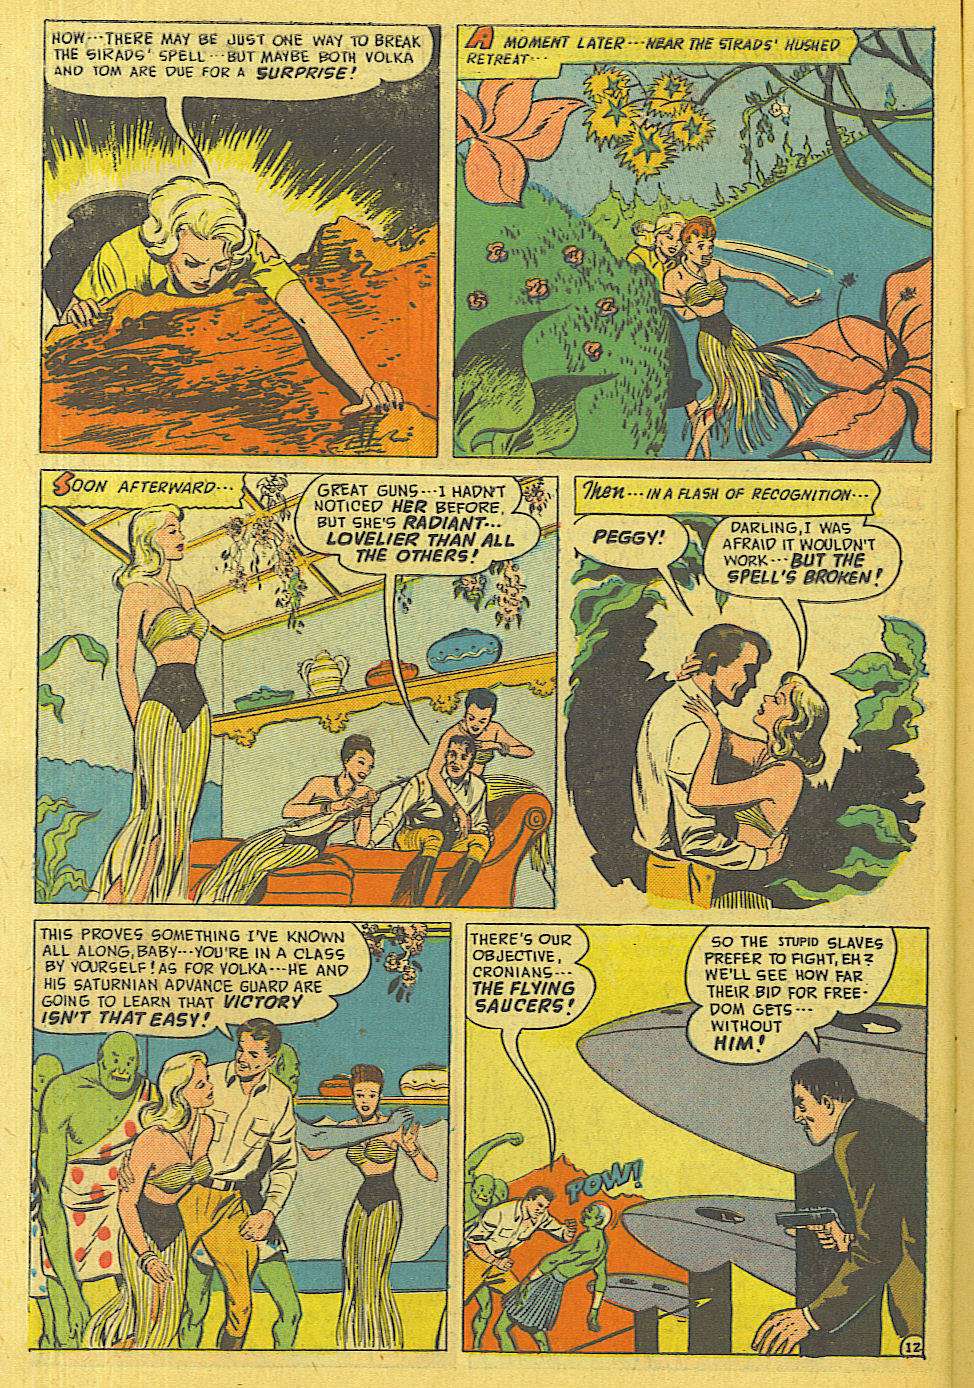 NOW---THERE MAY BE JUST ONE WAY TO BREAK
THE SIRADS' SPELL---BUT MAYBE BOTH VOLKA
AND TOM ARE DUE FOR A SURPRISE!
A MOMENT LATER---NEAR THE SIRADS' HUSHED
RETREAT---
SOON AFTERWARD---
GREAT GUNS---I HADN'T
NOTICED HER BEFORE,
BUT SHE'S RADIANT---
LOVELIER THAN ALL
THE OTHERS!
Then---IN A FLASH OF RECOGNITION---
PEGGY!
DARLING, I WAS
AFRAID IT WOULDN'T
WORK---BUT THE
SPELL'S BROKEN!
THIS PROVES SOMETHING I'VE KNOWN
ALL ALONG, BABY---YOU'RE IN A CLASS
BY YOURSELF! AS FOR VOLKA---HE AND
HIS SATURNIAN ADVANCE GUARD ARE
GOING TO LEARN THAT VICTORY
ISN'T THAT EASY!
THERE'S OUR
OBJECTIVE,
CRONIANS---
THE FLYING
SAUCERS!
SO THE STUPID SLAVES
PREFER TO FIGHT, EH?
WE'LL SEE HOW FAR
THEIR BID FOR FREE-
DOM GETS---
WITHOUT
HIM!
POW!
12